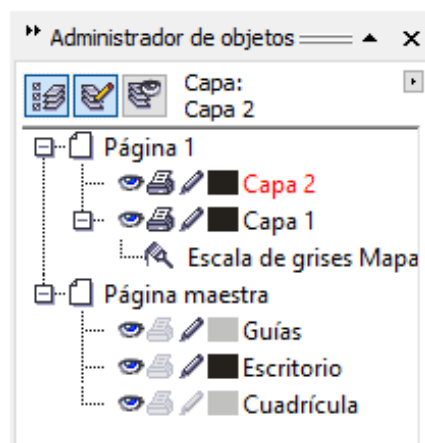 Administrador de objetos
Capa:
Capa 2
Página 1
Capa 2
Capa 1
Escala de grises Mapa
Página maestra
Guías
Escritorio
Cuadrícula